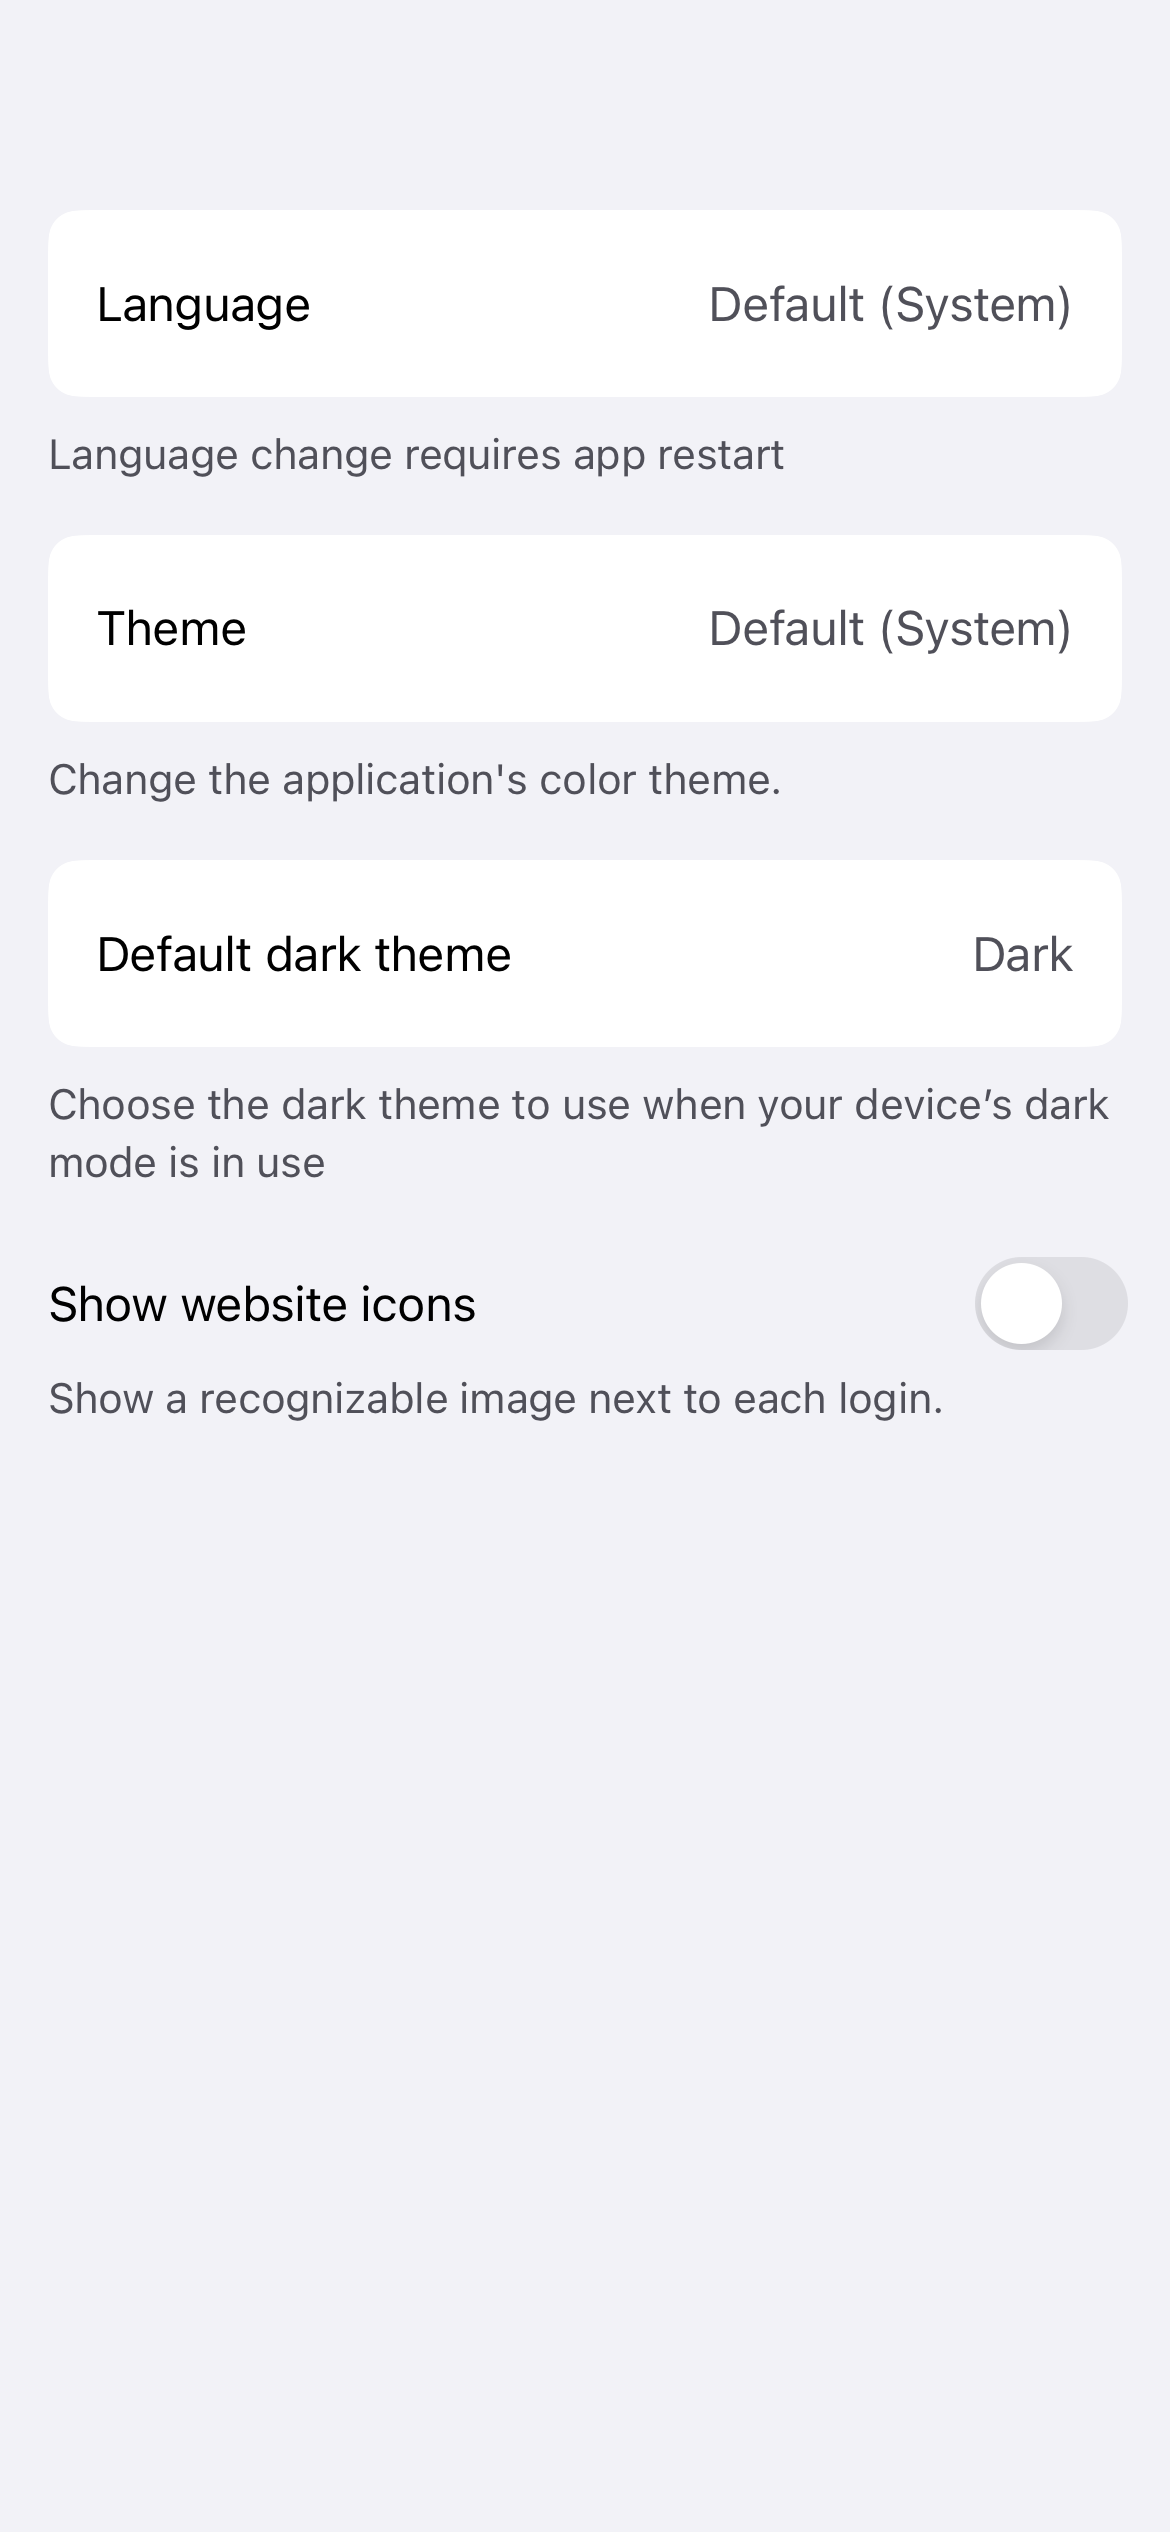 Language Default (System)
Language change requires app restart
Theme Default (System)
Change the application's color theme.
Default dark theme Dark
Choose the dark theme to use when your device’s dark
mode is in use
Show website icons
Show a recognizable image next to each login.